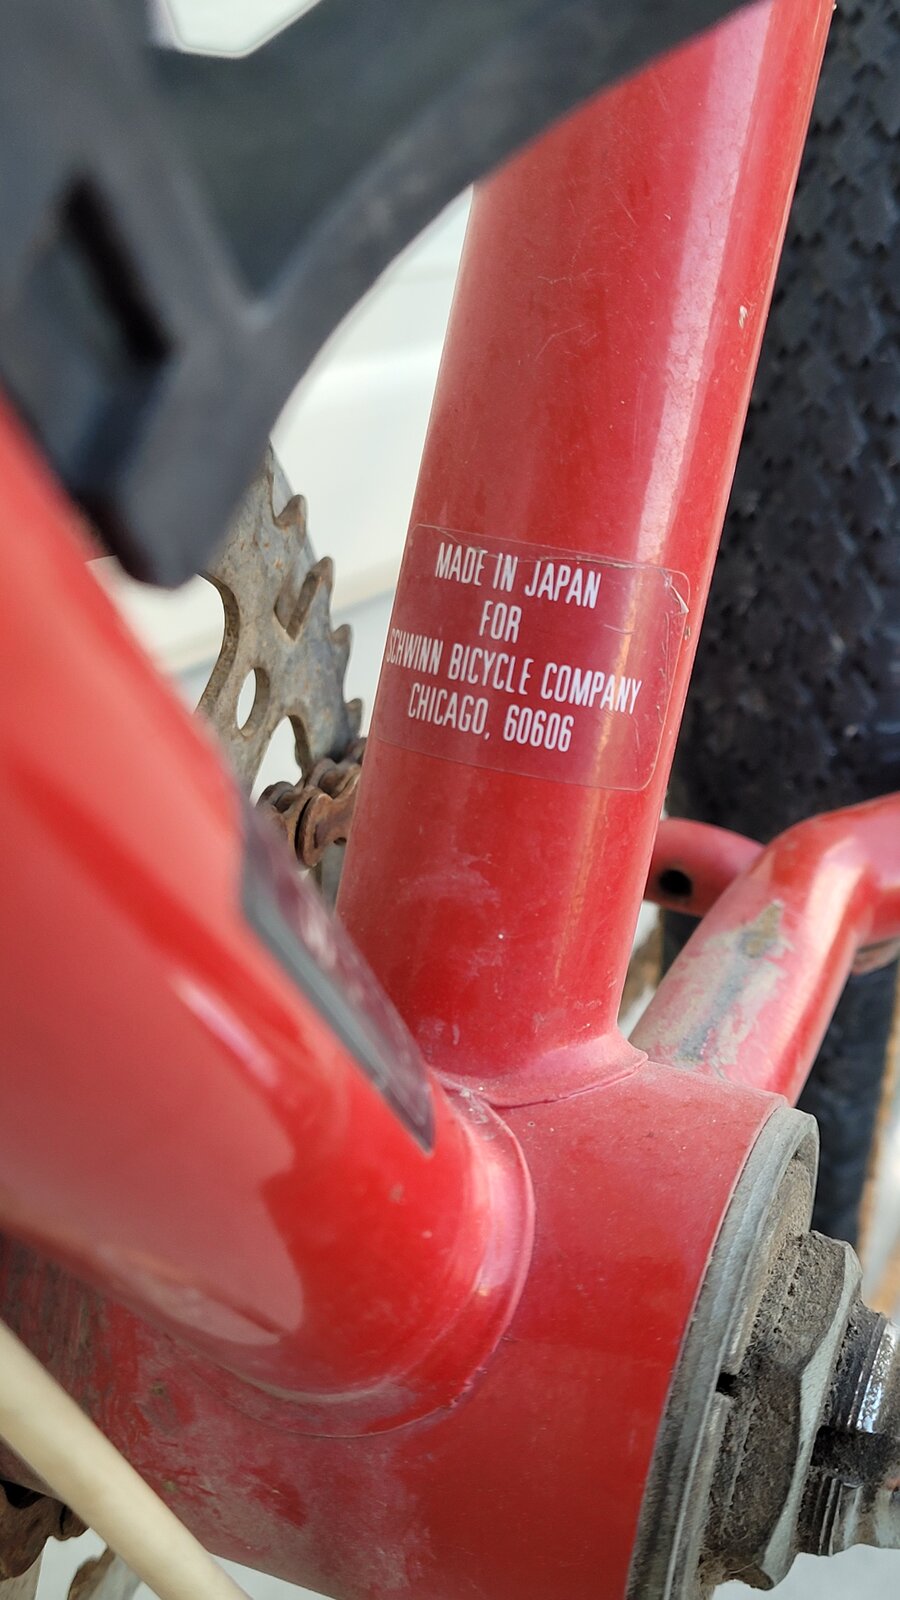 MADE IN JAPAN
FOR
SCHWINN BICYCLE COMPANY
CHICAGO, 60606